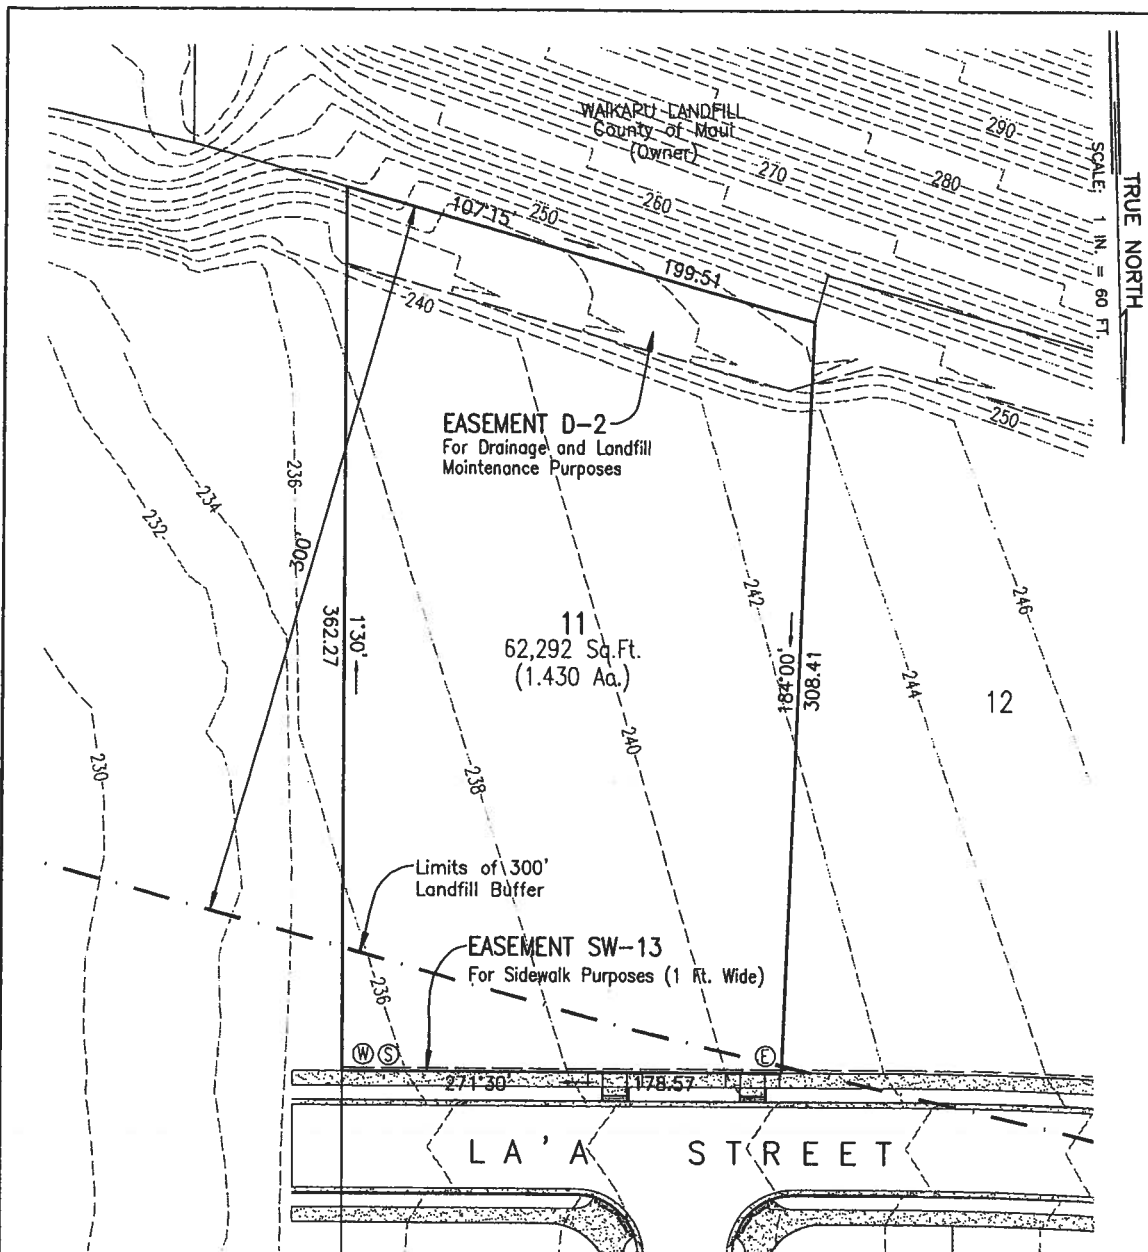 WAIKAPU LANDFILL
County of Maui
(Owner)
290
280
270
260
250
TRUE NORTH
SCALE: 1 IN. = 60 FT.
107°15'
199.51
240
250
EASEMENT D-2
For Drainage and Landfill
Maintenance Purposes
236
234
232
300'
1°30'
362.27
11
62,292 Sq.Ft.
(1.430 Ac.)
184°00'
308.41
242
246
244
12
240
238
230
Limits of 300'
Landfill Buffer
EASEMENT SW-13
For Sidewalk Purposes (1 Ft. Wide)
236
W S
E
271°30'
178.57
LA'A STREET